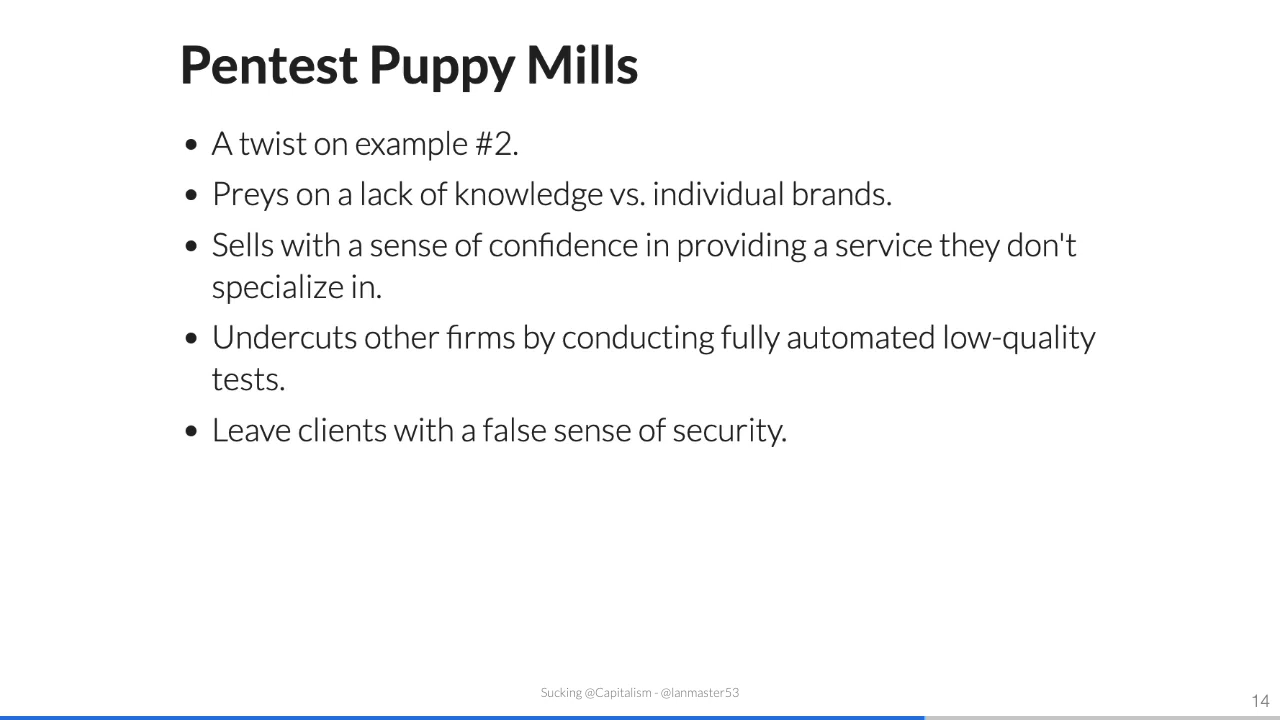 Pentest Puppy Mills
• A twist on example #2.
• Preys on a lack of knowledge vs. individual brands.
• Sells with a sense of confidence in providing a service they don't
specialize in.
• Undercuts other firms by conducting fully automated low-quality
tests.
• Leave clients with a false sense of security.
Sucking @Capitalism - @lanmaster53
14